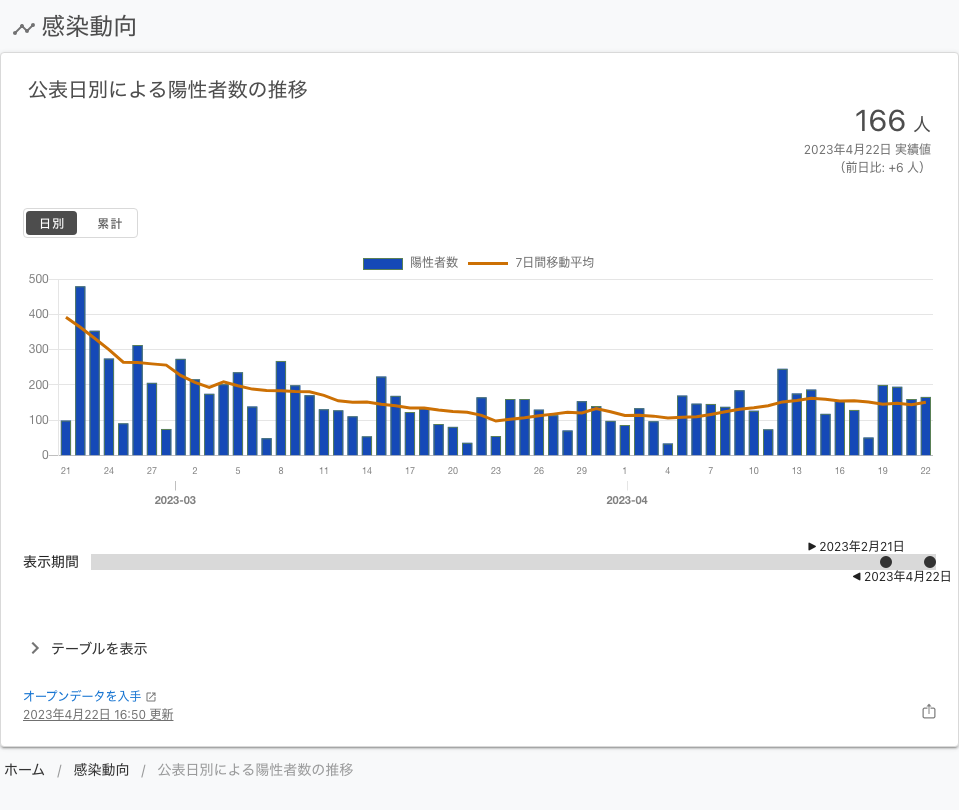 感染動向
公表日別による陽性者数の推移
166 人
2023年4月22日 実績値
（前日比: +6 人）
日別 累計
陽性者数 7日間移動平均
500
400
300
200
100
0
21 24 27 2 5 8 11 14 17 20 23 26 29 1 4 7 10 13 16 19 22
2023-03 2023-04
2023年2月21日
表示期間
2023年4月22日
テーブルを表示
オープンデータを入手
2023年4月22日 16:50 更新
ホーム / 感染動向 / 公表日別による陽性者数の推移